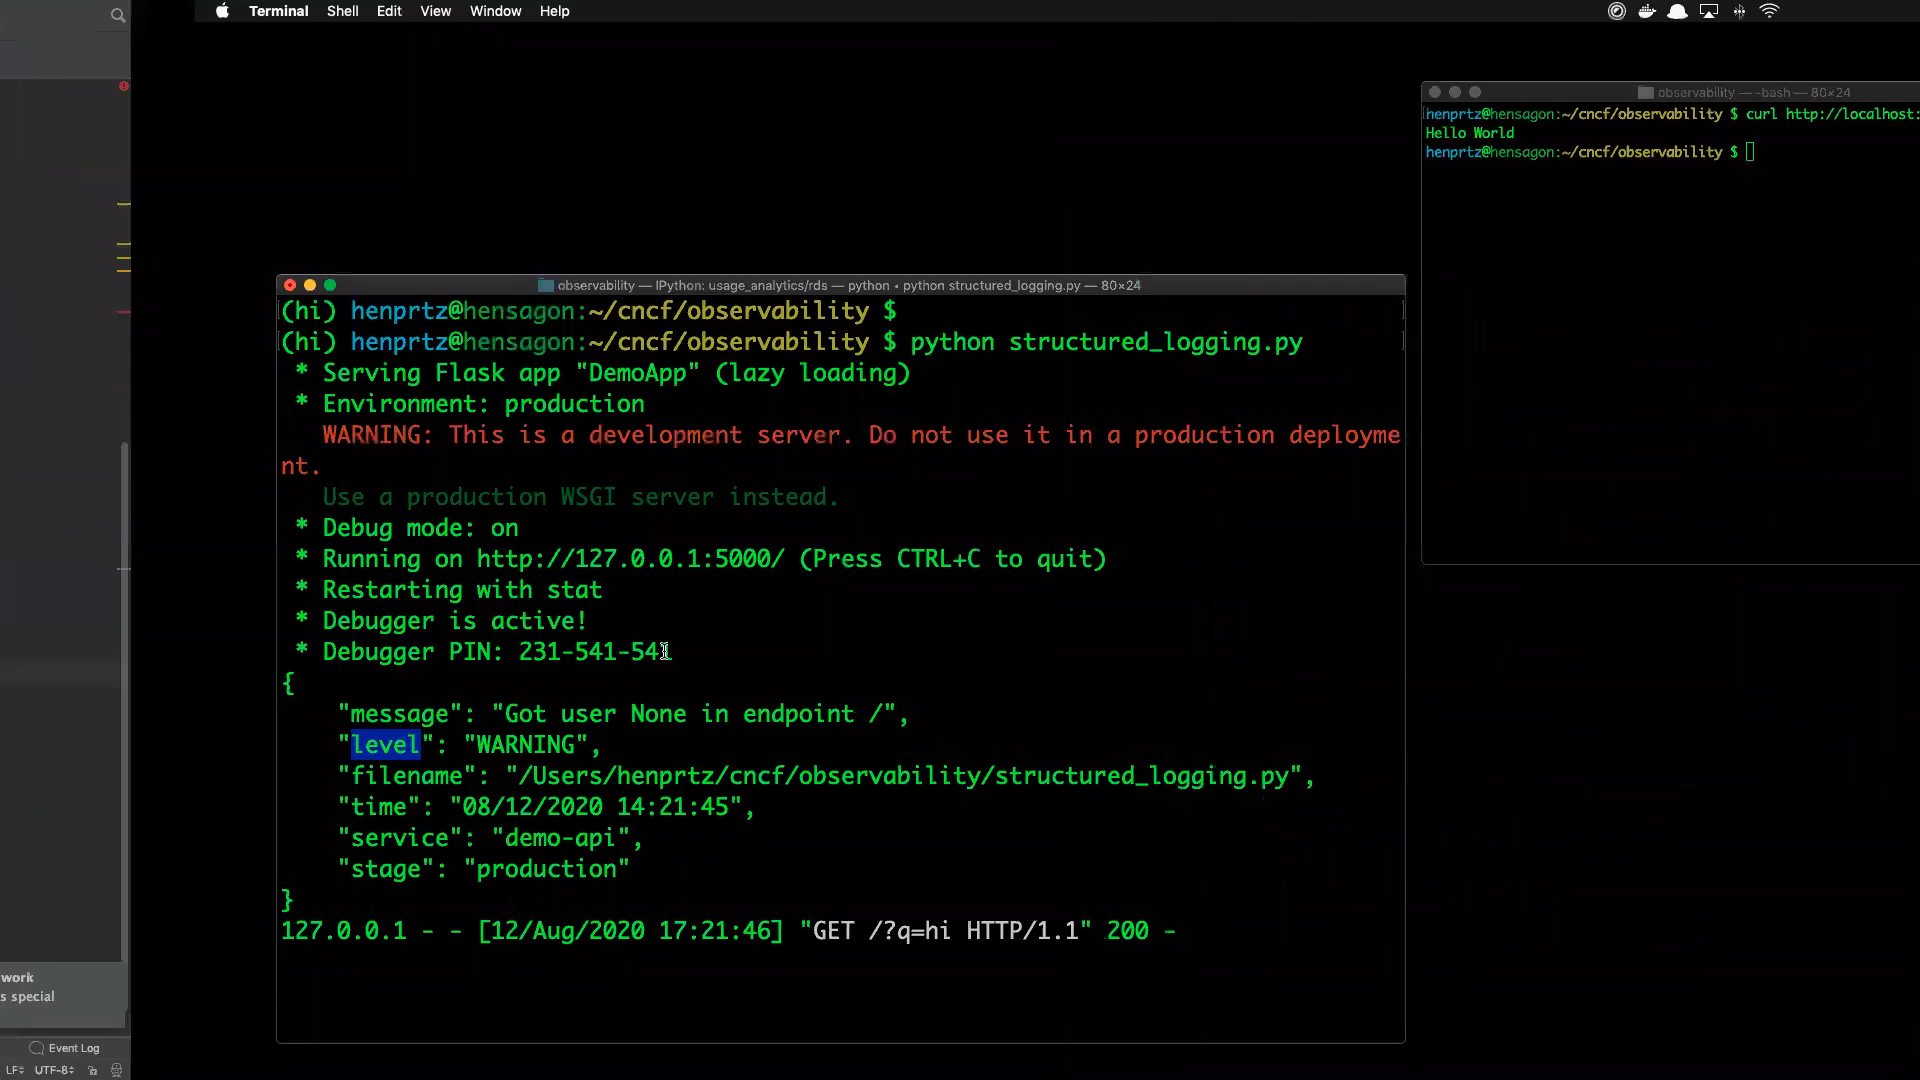 Terminal Shell Edit View Window Help
observability — -bash — 80×24
henprtz@hensagon:~/cncf/observability $ curl http://localhost:
Hello World
henprtz@hensagon:~/cncf/observability $
observability — IPython: usage_analytics/rds — python • python structured_logging.py — 80×24
(hi) henprtz@hensagon:~/cncf/observability $
(hi) henprtz@hensagon:~/cncf/observability $ python structured_logging.py
* Serving Flask app "DemoApp" (lazy loading)
* Environment: production
WARNING: This is a development server. Do not use it in a production deployme
nt.
Use a production WSGI server instead.
* Debug mode: on
* Running on http://127.0.0.1:5000/ (Press CTRL+C to quit)
* Restarting with stat
* Debugger is active!
* Debugger PIN: 231-541-541
{
"message": "Got user None in endpoint /",
"level": "WARNING",
"filename": "/Users/henprtz/cncf/observability/structured_logging.py",
"time": "08/12/2020 14:21:45",
"service": "demo-api",
"stage": "production"
}
127.0.0.1 - - [12/Aug/2020 17:21:46] "GET /?q=hi HTTP/1.1" 200 -
work
s special
Event Log
LF UTF-8